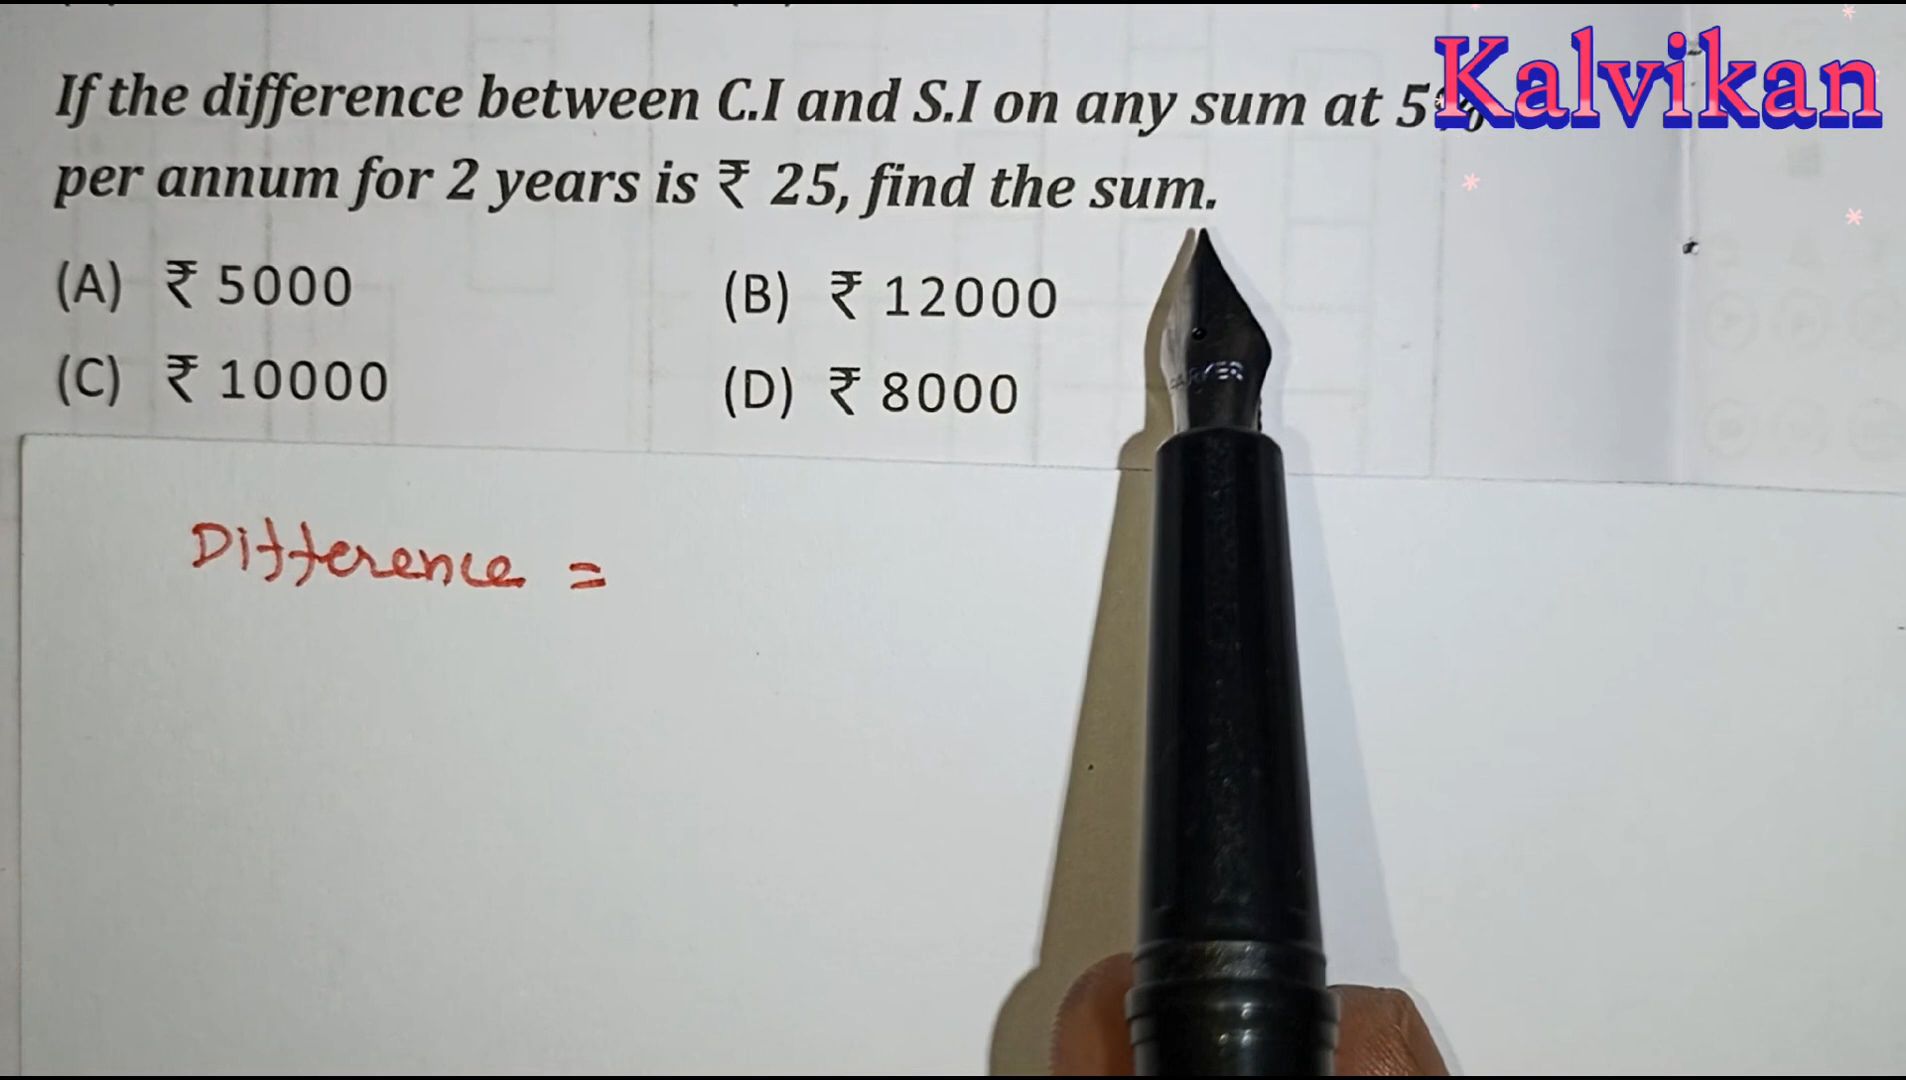 Kalvikan
If the difference between C.I and S.I on any sum at 5%
per annum for 2 years is ₹ 25, find the sum.
(A) ₹ 5000 (B) ₹ 12000
(C) ₹ 10000 (D) ₹ 8000
PARKER
Difference =